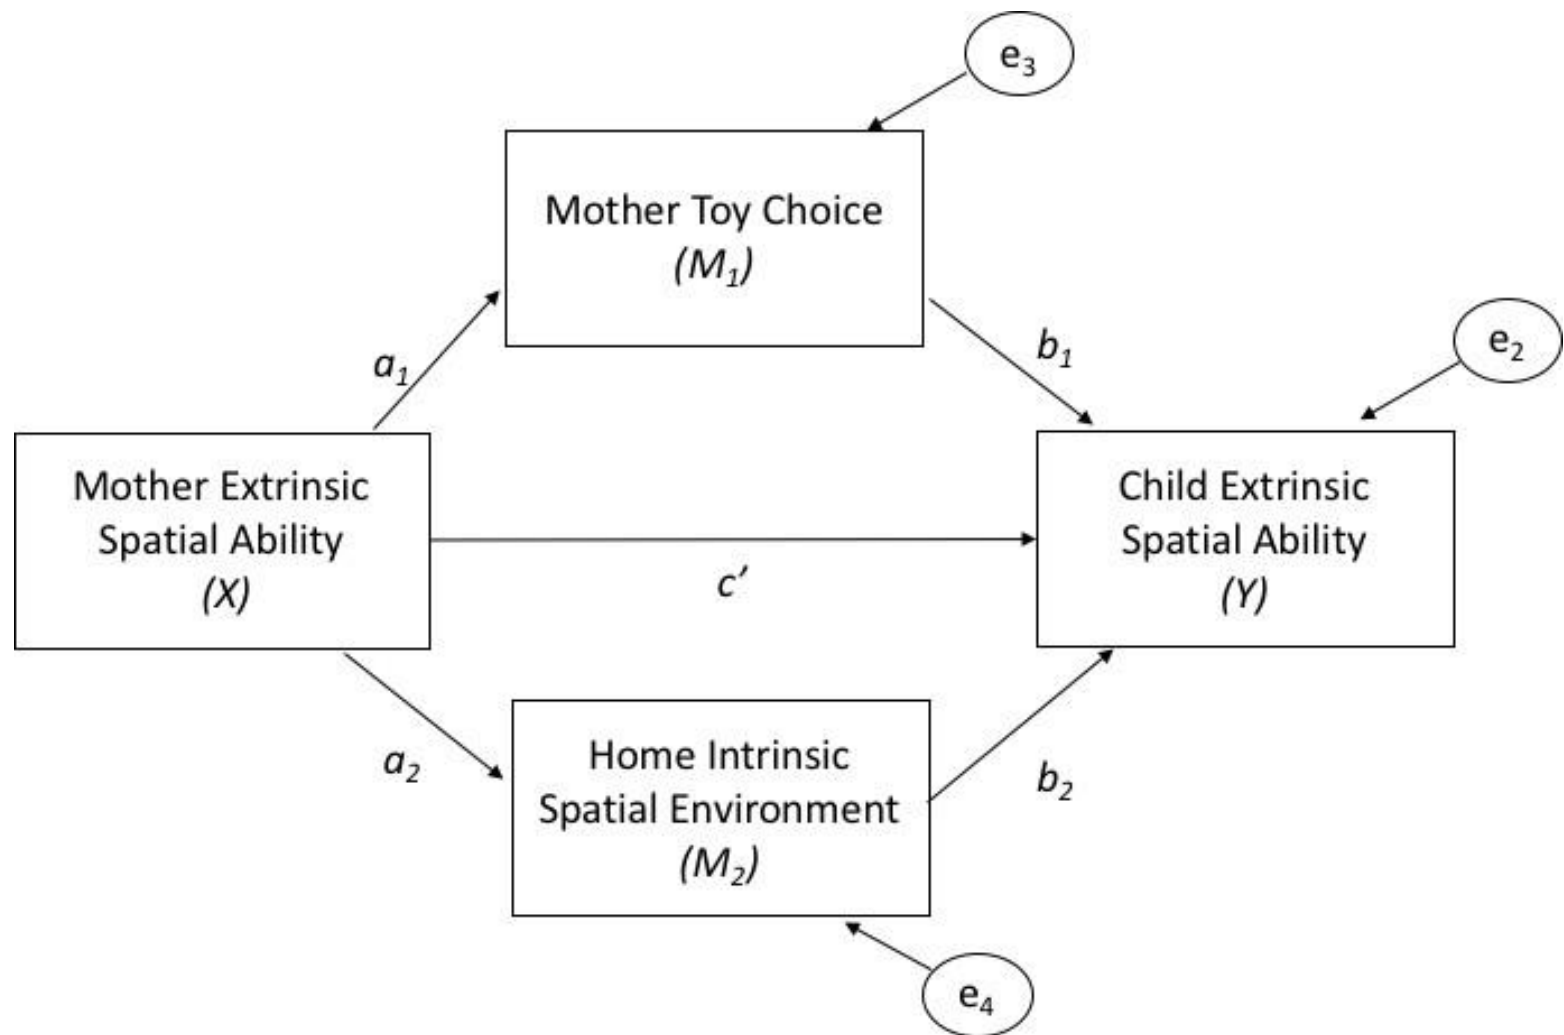 e₃
Mother Toy Choice
(M₁)
a₁
b₁
e₂
Mother Extrinsic
Spatial Ability
(X)
c’
Child Extrinsic
Spatial Ability
(Y)
a₂
Home Intrinsic
Spatial Environment
(M₂)
b₂
e₄